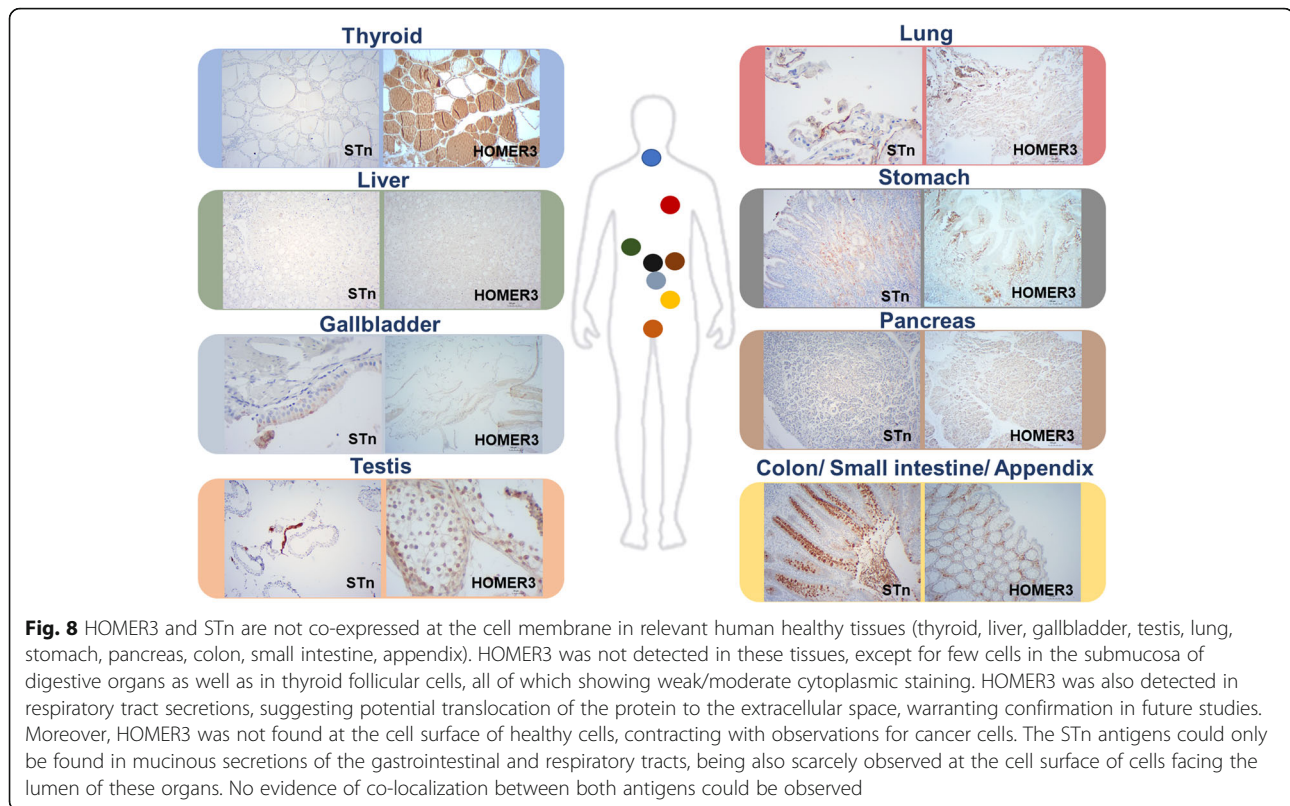 Thyroid
STn
HOMER3
Lung
STn
HOMER3
Liver
STn
HOMER3
Stomach
STn
HOMER3
Gallbladder
STn
HOMER3
Pancreas
STn
HOMER3
Testis
STn
HOMER3
Colon/ Small intestine/ Appendix
STn
HOMER3
Fig. 8 HOMER3 and STn are not co-expressed at the cell membrane in relevant human healthy tissues (thyroid, liver, gallbladder, testis, lung,
stomach, pancreas, colon, small intestine, appendix). HOMER3 was not detected in these tissues, except for few cells in the submucosa of
digestive organs as well as in thyroid follicular cells, all of which showing weak/moderate cytoplasmic staining. HOMER3 was also detected in
respiratory tract secretions, suggesting potential translocation of the protein to the extracellular space, warranting confirmation in future studies.
Moreover, HOMER3 was not found at the cell surface of healthy cells, contracting with observations for cancer cells. The STn antigens could only
be found in mucinous secretions of the gastrointestinal and respiratory tracts, being also scarcely observed at the cell surface of cells facing the
lumen of these organs. No evidence of co-localization between both antigens could be observed